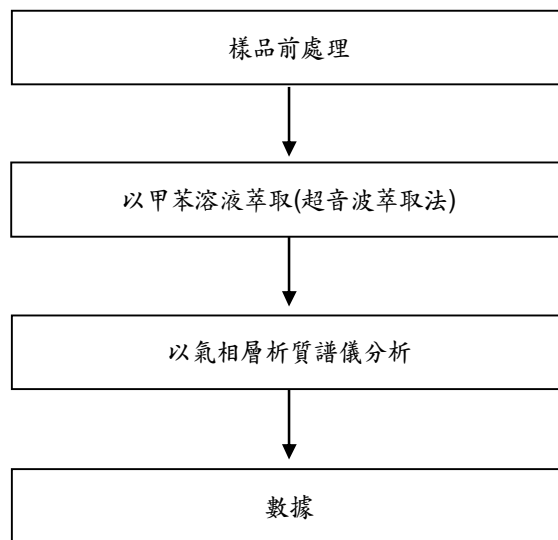 樣品前處理
以甲苯溶液萃取(超音波萃取法)
以氣相層析質譜儀分析
數據